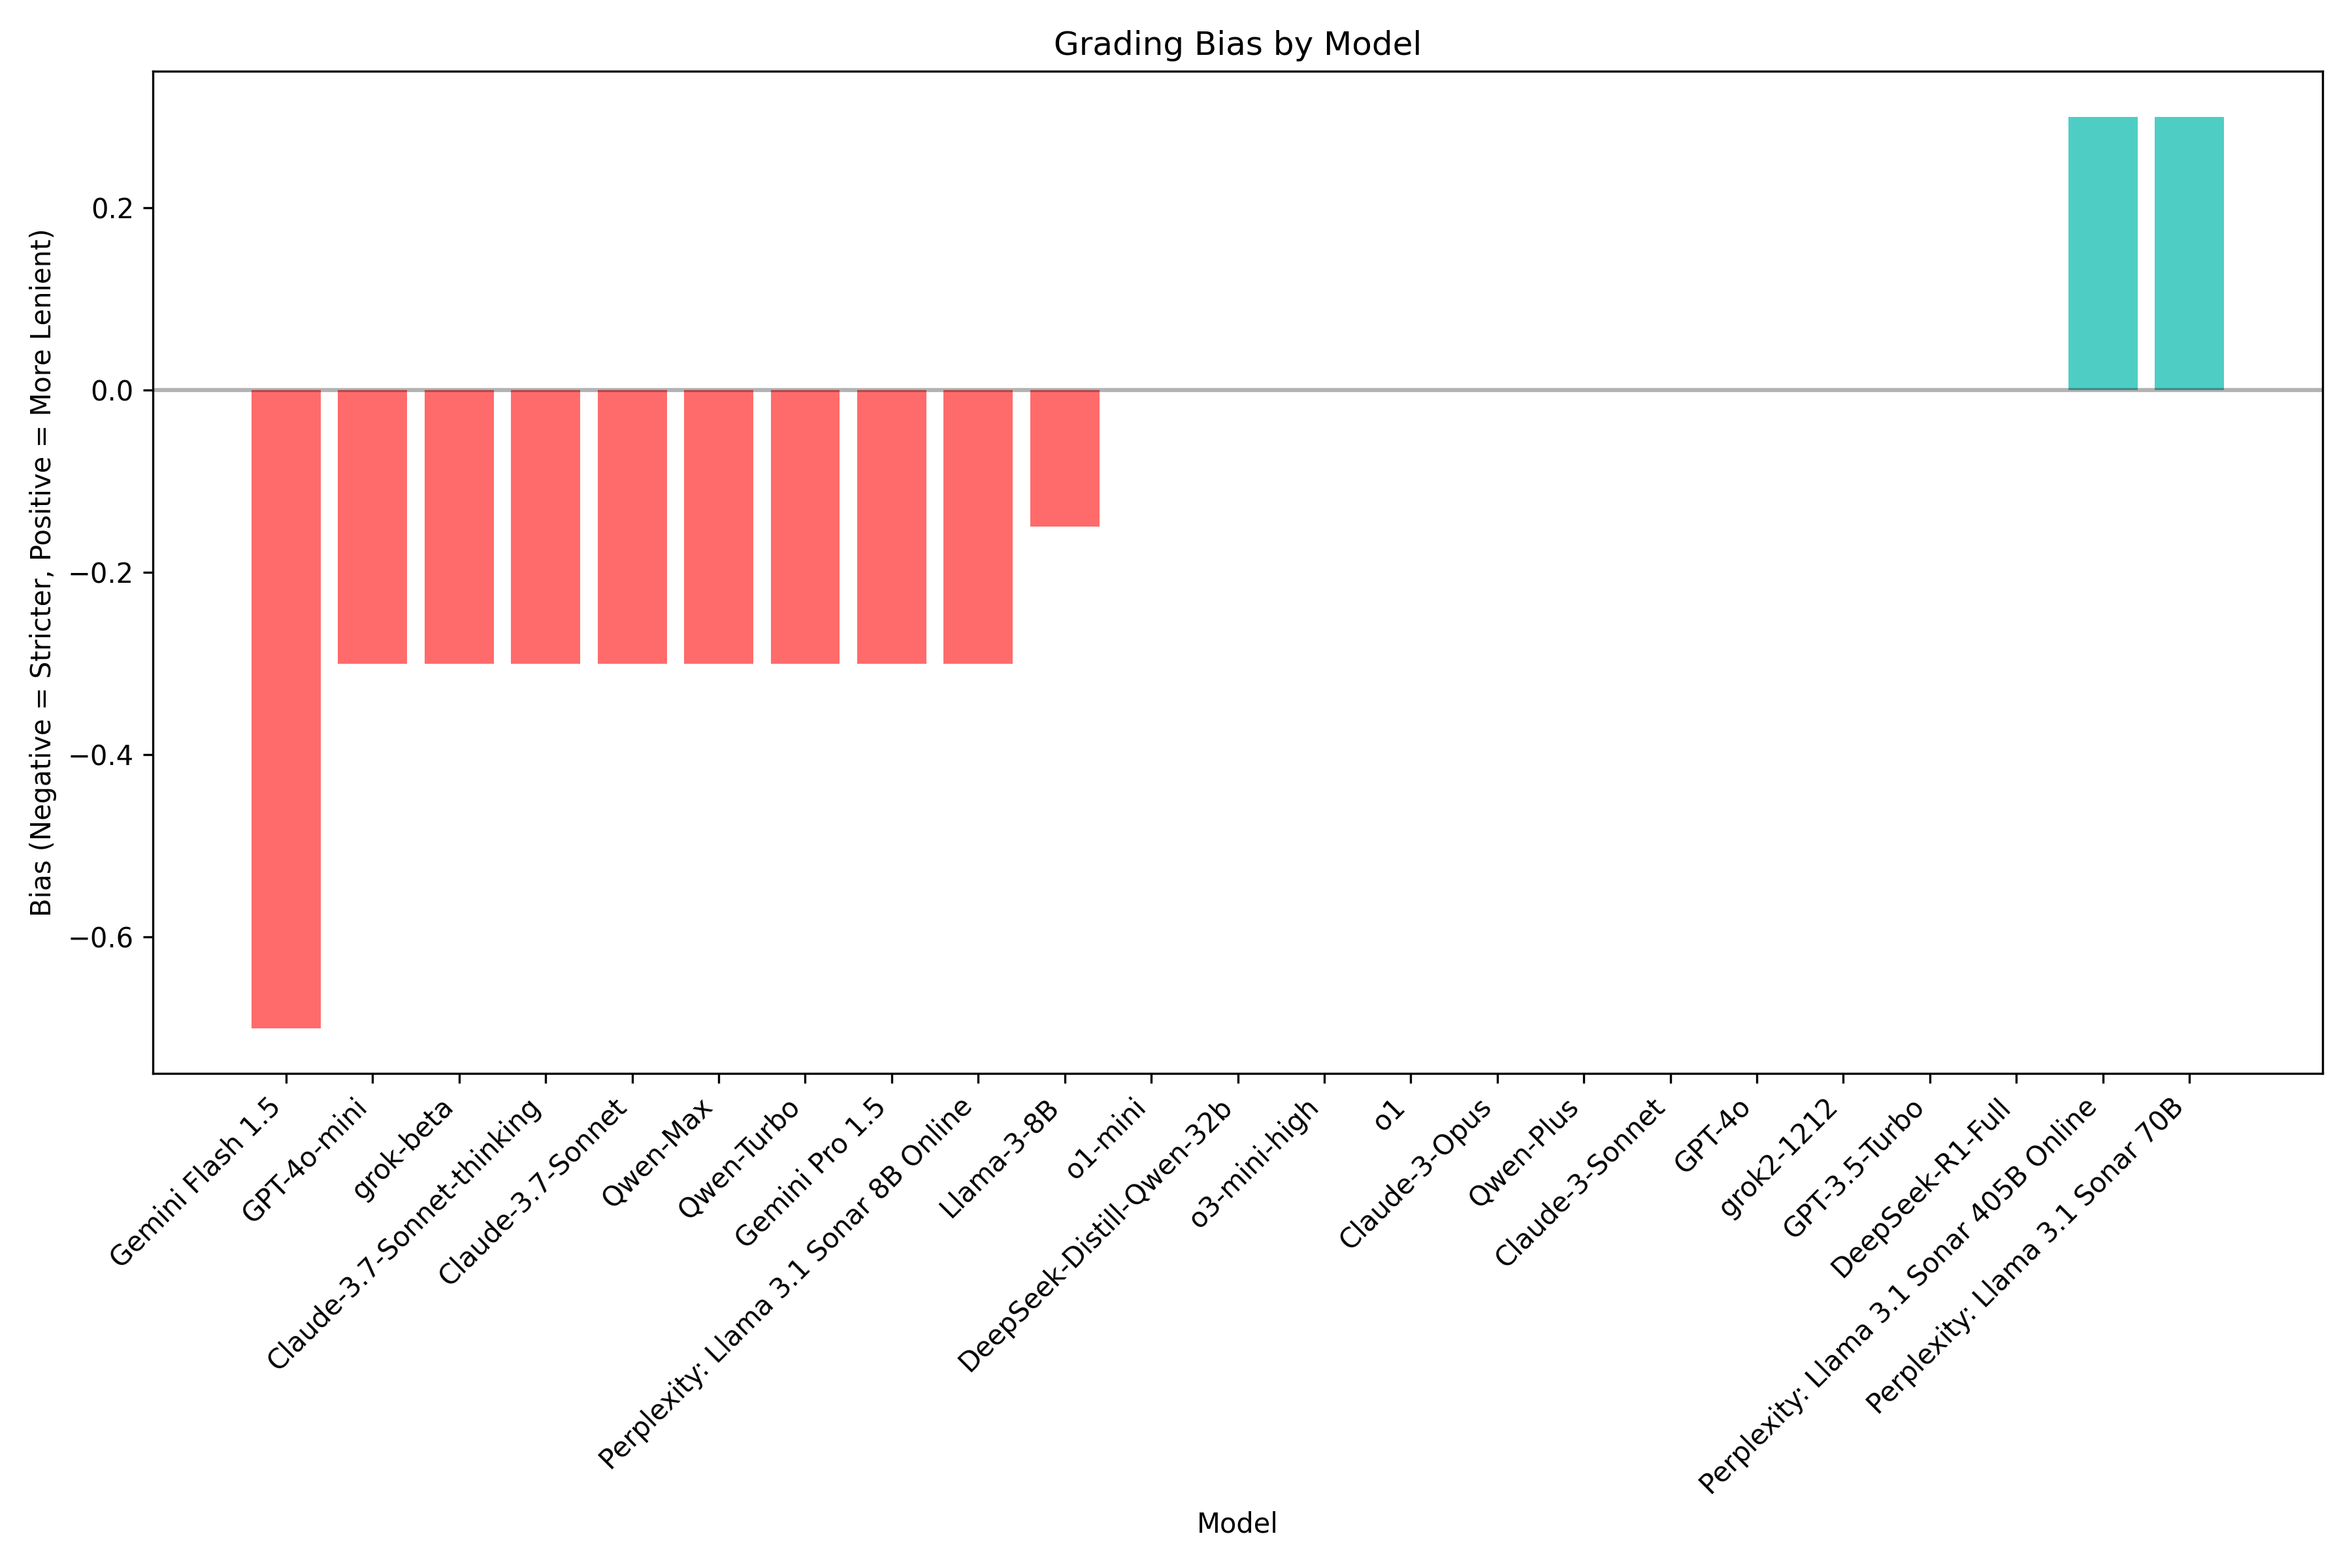 Grading Bias by Model
Bias (Negative = Stricter, Positive = More Lenient)
0.2
0.0
−0.2
−0.4
−0.6
Gemini Flash 1.5
GPT-4o-mini
grok-beta
Claude-3.7-Sonnet-thinking
Claude-3.7-Sonnet
Qwen-Max
Qwen-Turbo
Gemini Pro 1.5
Perplexity: Llama 3.1 Sonar 8B Online
Llama-3-8B
o1-mini
DeepSeek-Distill-Qwen-32b
o3-mini-high
o1
Claude-3-Opus
Qwen-Plus
Claude-3-Sonnet
GPT-4o
grok2-1212
GPT-3.5-Turbo
DeepSeek-R1-Full
Perplexity: Llama 3.1 Sonar 405B Online
Perplexity: Llama 3.1 Sonar 70B
Model